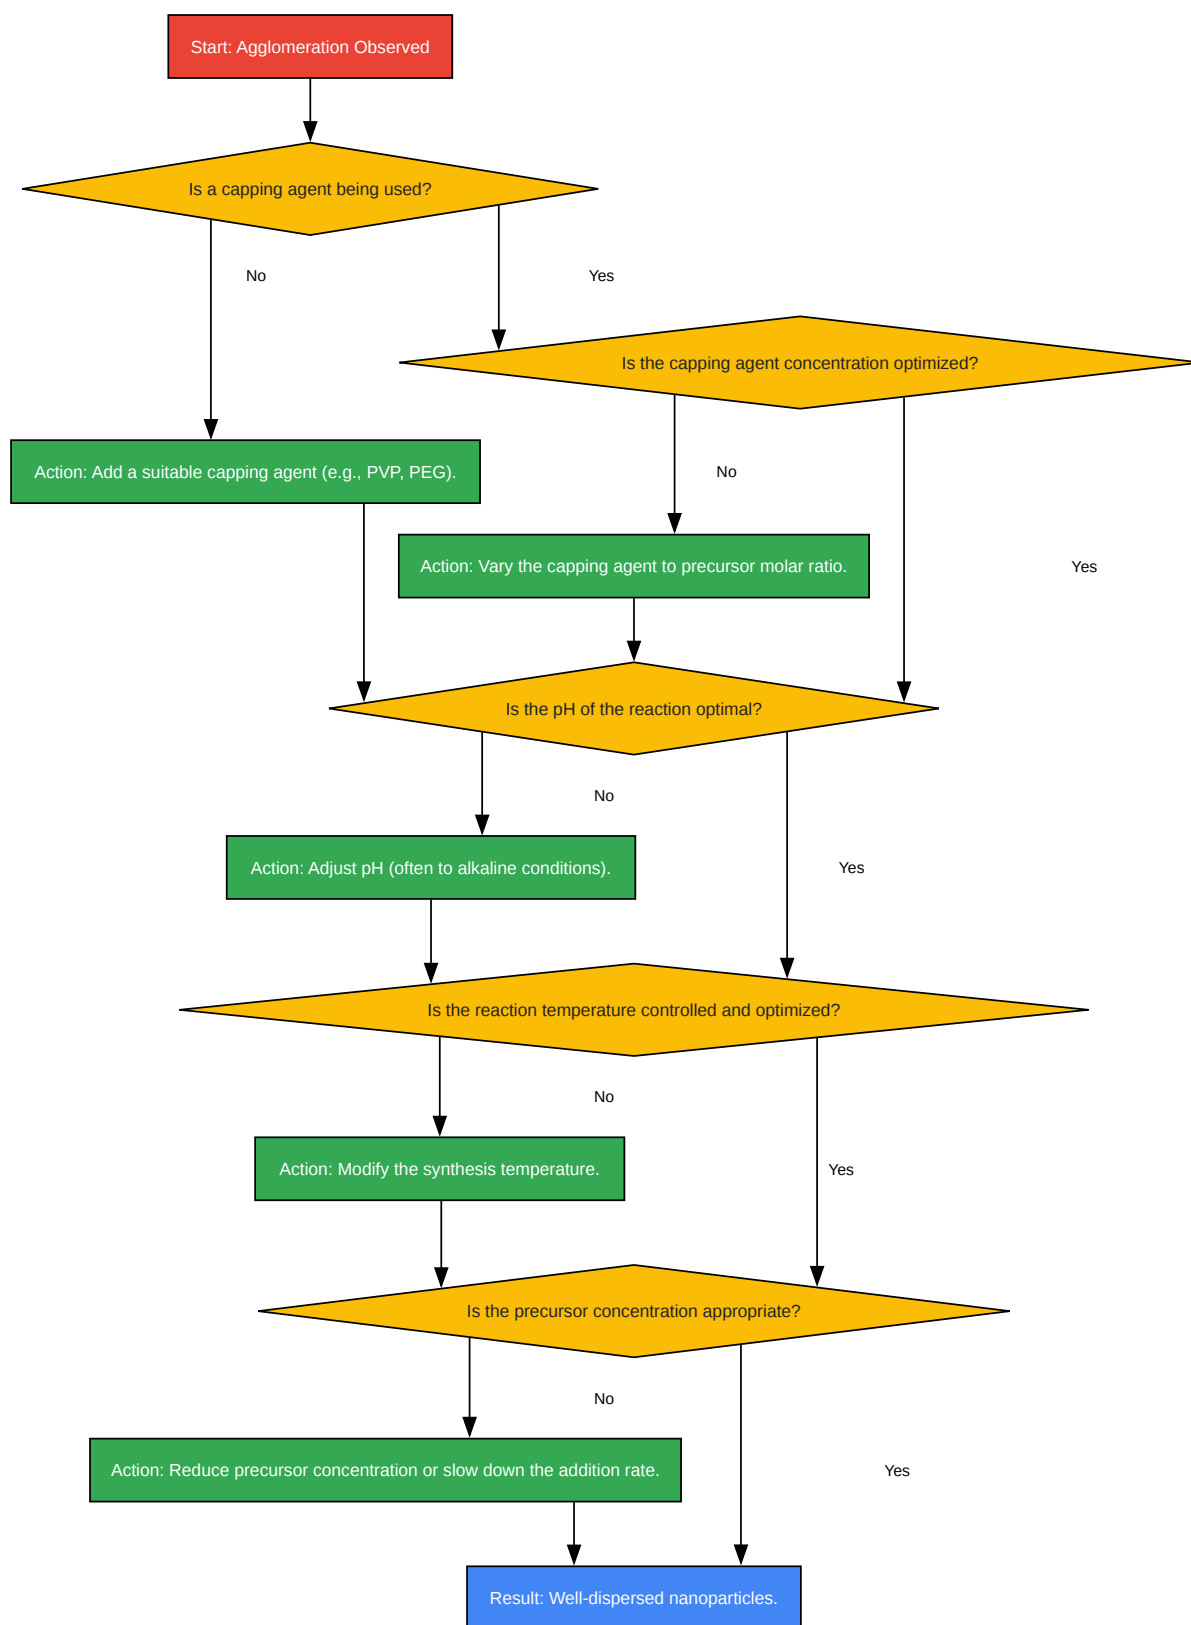 Start: Agglomeration Observed
Is a capping agent being used?
No
Yes
Is the capping agent concentration optimized?
Action: Add a suitable capping agent (e.g., PVP, PEG).
No
Action: Vary the capping agent to precursor molar ratio.
Yes
Is the pH of the reaction optimal?
No
Action: Adjust pH (often to alkaline conditions).
Yes
Is the reaction temperature controlled and optimized?
No
Action: Modify the synthesis temperature.
Yes
Is the precursor concentration appropriate?
No
Action: Reduce precursor concentration or slow down the addition rate.
Yes
Result: Well-dispersed nanoparticles.